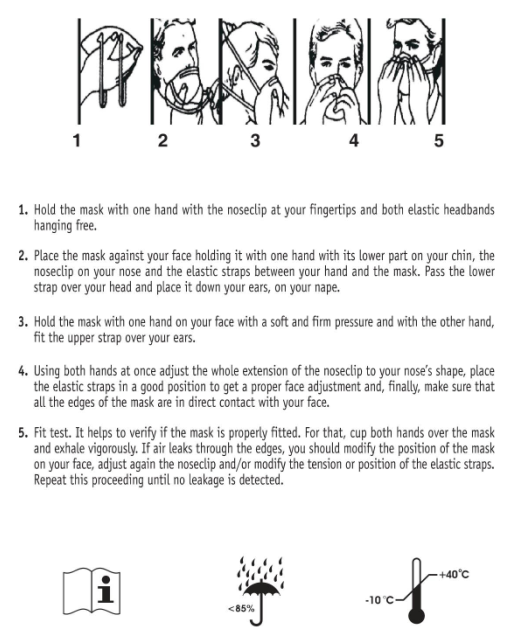 1 2 3 4 5
1. Hold the mask with one hand with the noseclip at your fingertips and both elastic headbands
hanging free.
2. Place the mask against your face holding it with one hand with its lower part on your chin, the
noseclip on your nose and the elastic straps between your hand and the mask. Pass the lower
strap over your head and place it down your ears, on your nape.
3. Hold the mask with one hand on your face with a soft and firm pressure and with the other hand,
fit the upper strap over your ears.
4. Using both hands at once adjust the whole extension of the noseclip to your nose's shape, place
the elastic straps in a good position to get a proper face adjustment and, finally, make sure that
all the edges of the mask are in direct contact with your face.
5. Fit test. It helps to verify if the mask is properly fitted. For that, cup both hands over the mask
and exhale vigorously. If air leaks through the edges, you should modify the position of the mask
on your face, adjust again the noseclip and/or modify the tension or position of the elastic straps.
Repeat this proceeding until no leakage is detected.
i
<85%
+40°C
-10°C